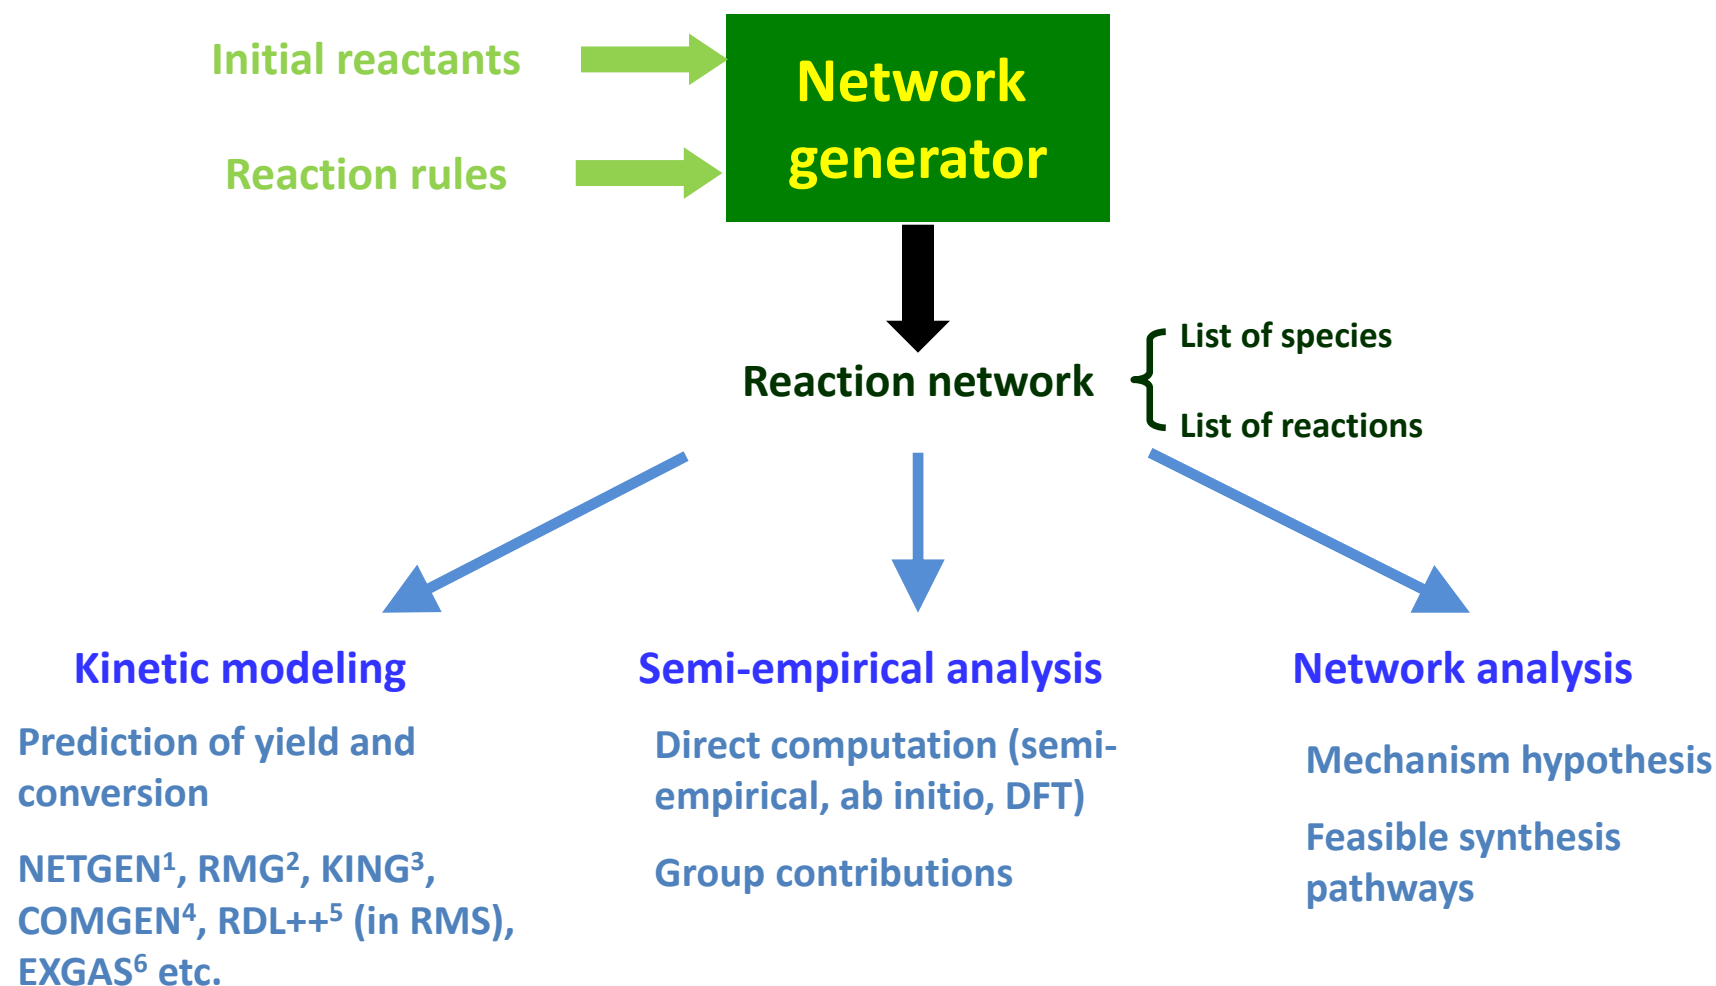 Initial reactants
Reaction rules
Network
generator
Reaction network
List of species
List of reactions
Kinetic modeling
Prediction of yield and
conversion
NETGEN¹, RMG², KING³,
COMGEN⁴, RDL++⁵ (in RMS),
EXGAS⁶ etc.
Semi-empirical analysis
Direct computation (semi-
empirical, ab initio, DFT)
Group contributions
Network analysis
Mechanism hypothesis
Feasible synthesis
pathways